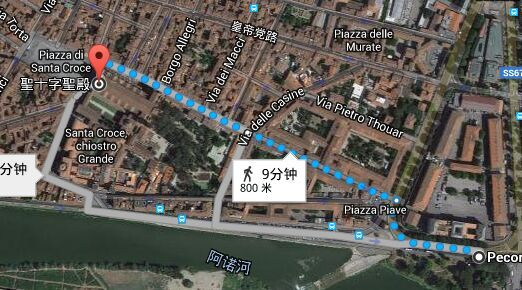 Torta
Piazza di
Santa Croce
聖十字聖殿
Borgo Allegri
Via dei Macci
皇帝党路
Piazza delle
Murate
SS67
Via delle Casine
Via Pietro Thouar
Santa Croce,
chiostro
Grande
分钟
9分钟
800 米
Piazza Piave
Pecor
阿诺河